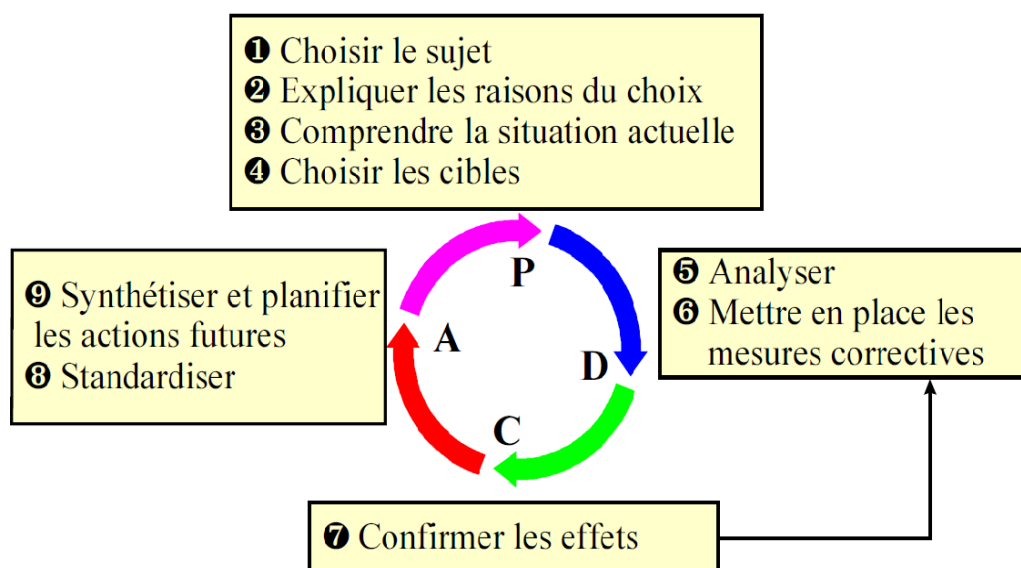 ❶ Choisir le sujet
❷ Expliquer les raisons du choix
❸ Comprendre la situation actuelle
❹ Choisir les cibles
P
❺ Analyser
❻ Mettre en place les
mesures correctives
D
❾ Synthétiser et planifier
les actions futures
❽ Standardiser
A
C
❼ Confirmer les effets